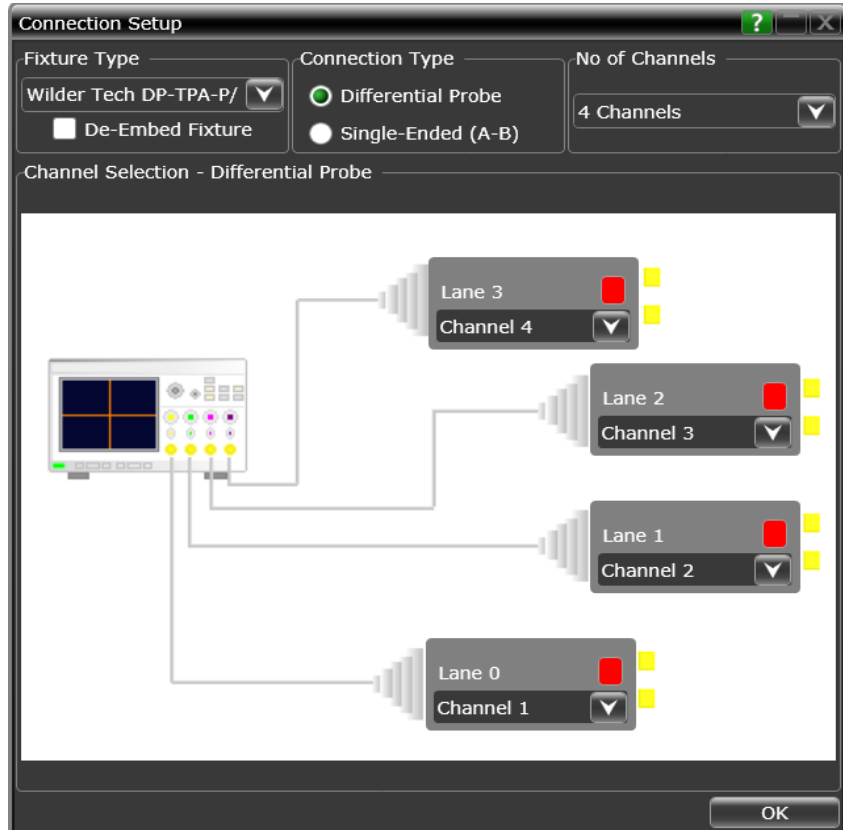 Connection Setup
?
X
Fixture Type
Wilder Tech DP-TPA-P/
De-Embed Fixture
Connection Type
Differential Probe
Single-Ended (A-B)
No of Channels
4 Channels
Channel Selection - Differential Probe
Lane 3
Channel 4
Lane 2
Channel 3
Lane 1
Channel 2
Lane 0
Channel 1
OK